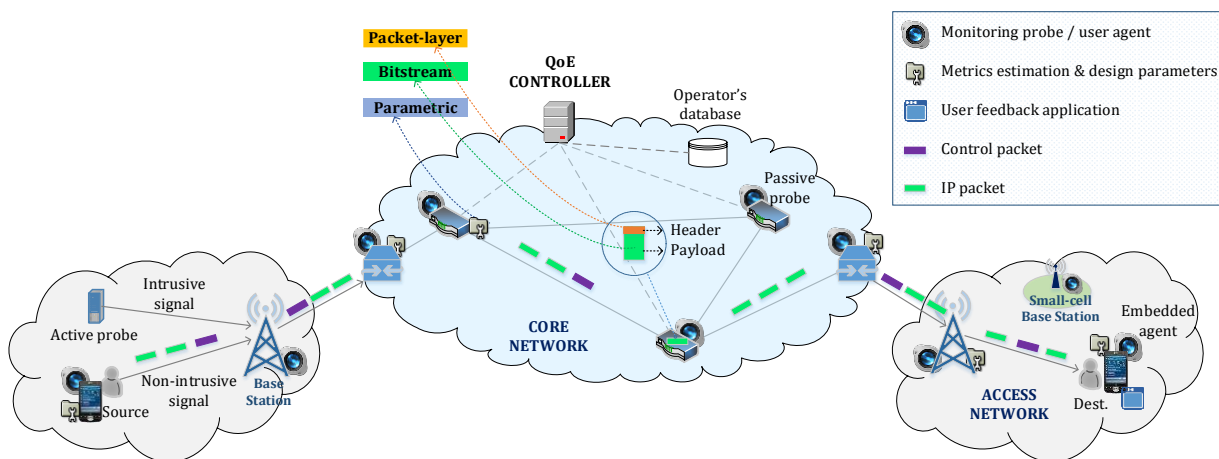 Packet-layer
Bitstream
Parametric
QoE
CONTROLLER
Operator's
database
Passive
probe
Header
Payload
CORE
NETWORK
Intrusive
signal
Active probe
Non-intrusive
signal
Source
Base
Station
Small-cell
Base Station
Embedded
agent
ACCESS
NETWORK
Dest.
Monitoring probe / user agent
Metrics estimation & design parameters
User feedback application
Control packet
IP packet